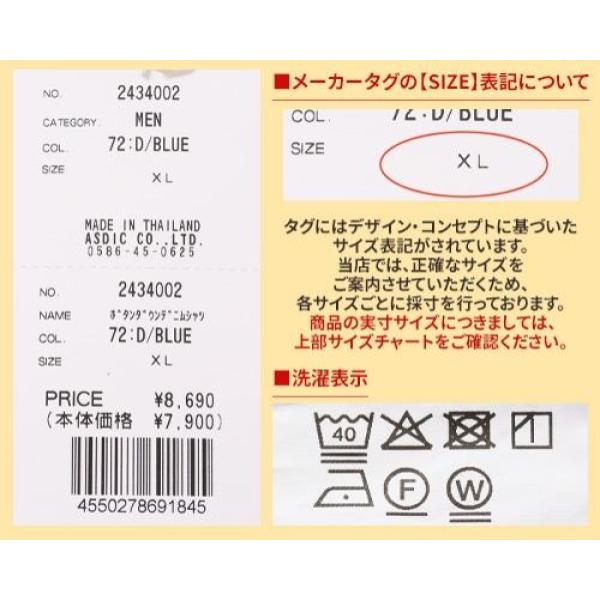 NO. 2434002
CATEGORY. MEN
COL. 72:D/BLUE
SIZE
XL
MADE IN THAILAND
ASDIC CO.,LTD.
0586-45-0625
NO. 2434002
NAME ﾎﾞﾀﾝﾀﾞｳﾝﾃﾞﾆﾑｼｬﾂ
COL. 72:D/BLUE
SIZE XL
PRICE ¥8,690
(本体価格 ¥7,900)
4550278691845
■メーカータグの【SIZE】表記について
COL. 72:D/BLUE
SIZE XL
タグにはデザイン・コンセプトに基づいた
サイズ表記がされています。
当店では、正確なサイズを
ご案内させていただくため、
各サイズごとに採寸を行っております。
商品の実寸サイズにつきましては、
上部サイズチャートをご確認ください。
■洗濯表示
40
F W